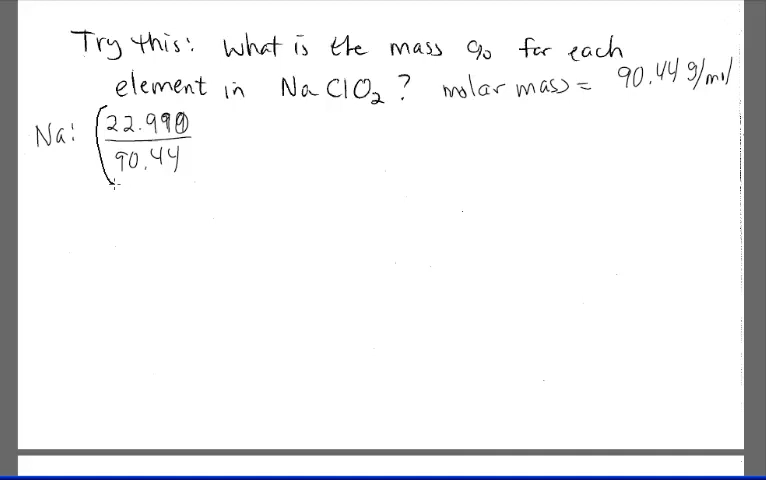 Try this: What is the mass % for each
element in NaClO₂? molar mass = 90.44 g/mol
Na: (22.990
90.44